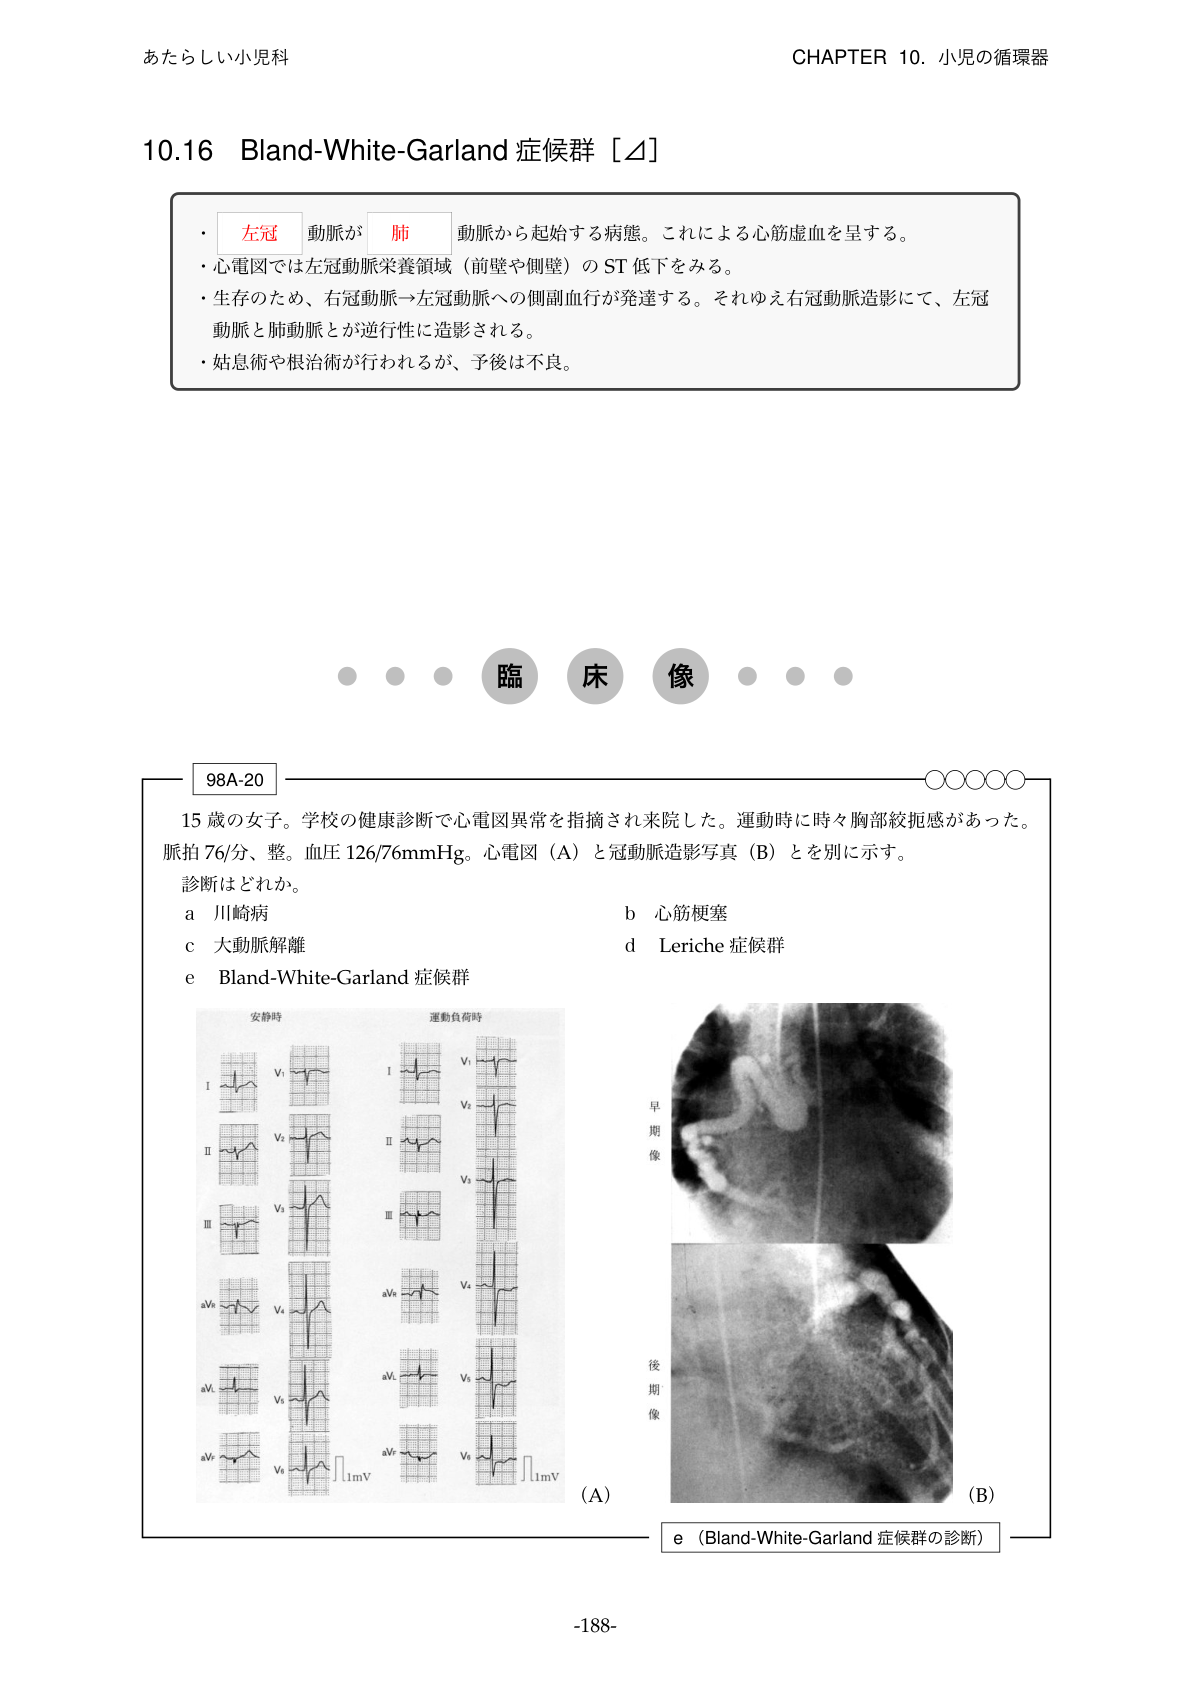 あたらしい小児科
CHAPTER 10. 小児の循環器
10.16 Bland-White-Garland 症候群［⊿］
・左冠動脈が肺動脈から起始する病態。これによる心筋虚血を呈する。
・心電図では左冠動脈栄養領域（前壁や側壁）の ST 低下をみる。
・生存のため、右冠動脈→左冠動脈への側副血行が発達する。それゆえ右冠動脈造影にて、左冠
動脈と肺動脈とが逆行性に造影される。
・姑息術や根治術が行われるが、予後は不良。
臨床像
98A-20
15 歳の女子。学校の健康診断で心電図異常を指摘され来院した。運動時に時々胸部絞扼感があった。
脈拍 76/分、整。血圧 126/76mmHg。心電図（A）と冠動脈造影写真（B）とを別に示す。
診断はどれか。
a 川崎病
b 心筋梗塞
c 大動脈解離
d Leriche 症候群
e Bland-White-Garland 症候群
安静時
運動負荷時
I
V1
I
V1
V2
II
V2
II
III
V3
III
V3
aVR
V4
aVR
V4
aVL
V5
aVL
V5
aVF
V6
1mV
aVF
V6
1mV
（A）
早期像
後期像
（B）
e （Bland-White-Garland 症候群の診断）
-188-